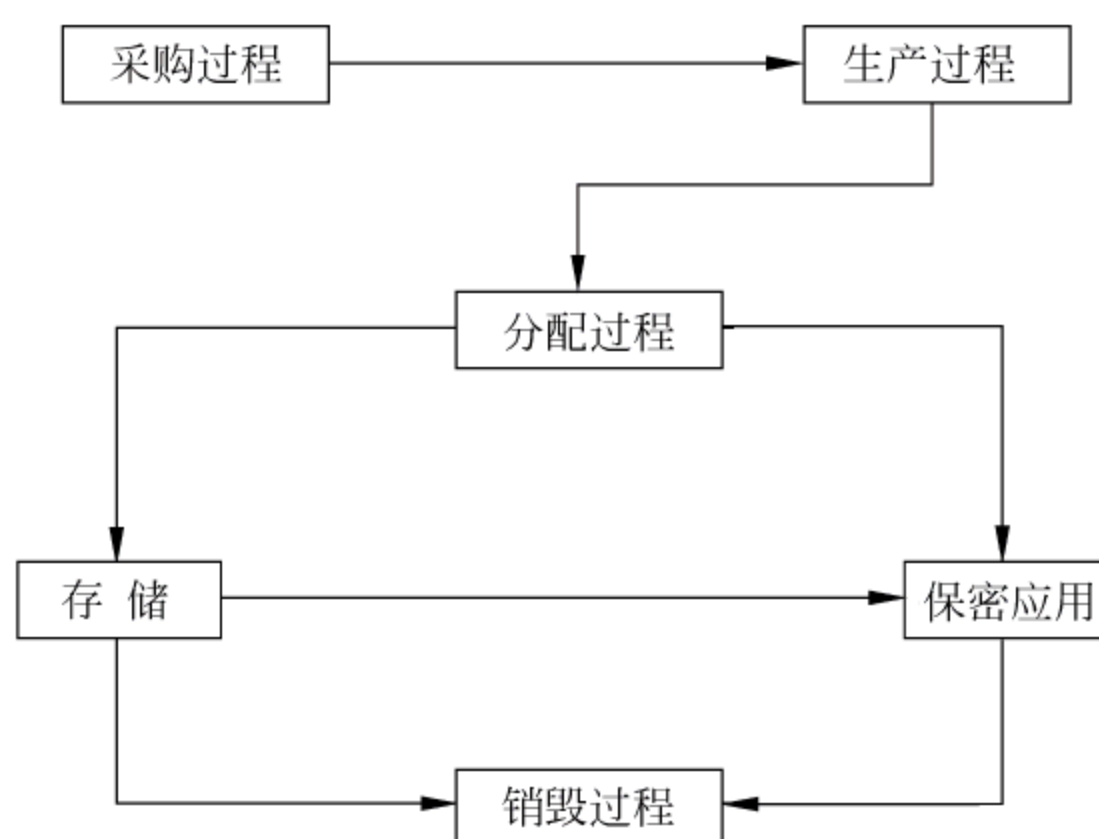 采购过程
生产过程
分配过程
存 储
保密应用
销毁过程